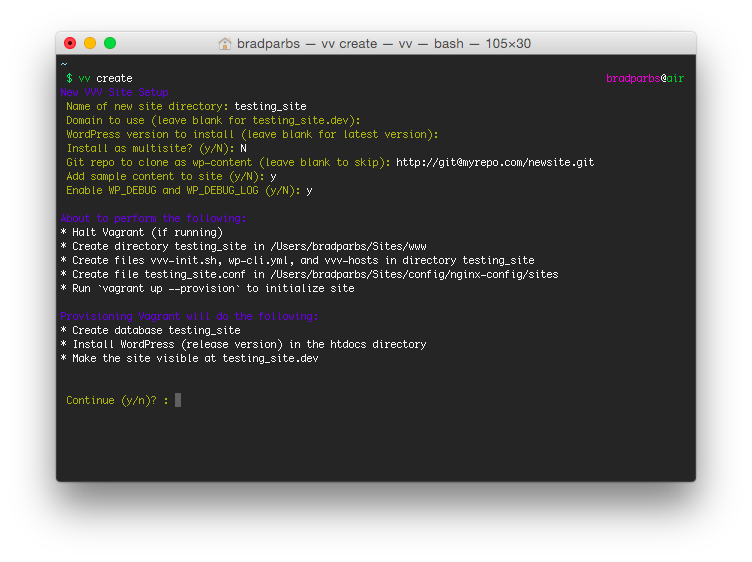 bradparbs — vv create — vv — bash — 105×30
~
$ vv create bradparbs@air
New VVV Site Setup
Name of new site directory: testing_site
Domain to use (leave blank for testing_site.dev):
WordPress version to install (leave blank for latest version):
Install as multisite? (y/N): N
Git repo to clone as wp-content (leave blank to skip): http://git@myrepo.com/newsite.git
Add sample content to site (y/N): y
Enable WP_DEBUG and WP_DEBUG_LOG (y/N): y
About to perform the following:
* Halt Vagrant (if running)
* Create directory testing_site in /Users/bradparbs/Sites/www
* Create files vvv-init.sh, wp-cli.yml, and vvv-hosts in directory testing_site
* Create file testing_site.conf in /Users/bradparbs/Sites/config/nginx-config/sites
* Run `vagrant up --provision` to initialize site
Provisioning Vagrant will do the following:
* Create database testing_site
* Install WordPress (release version) in the htdocs directory
* Make the site visible at testing_site.dev
Continue (y/n)? :